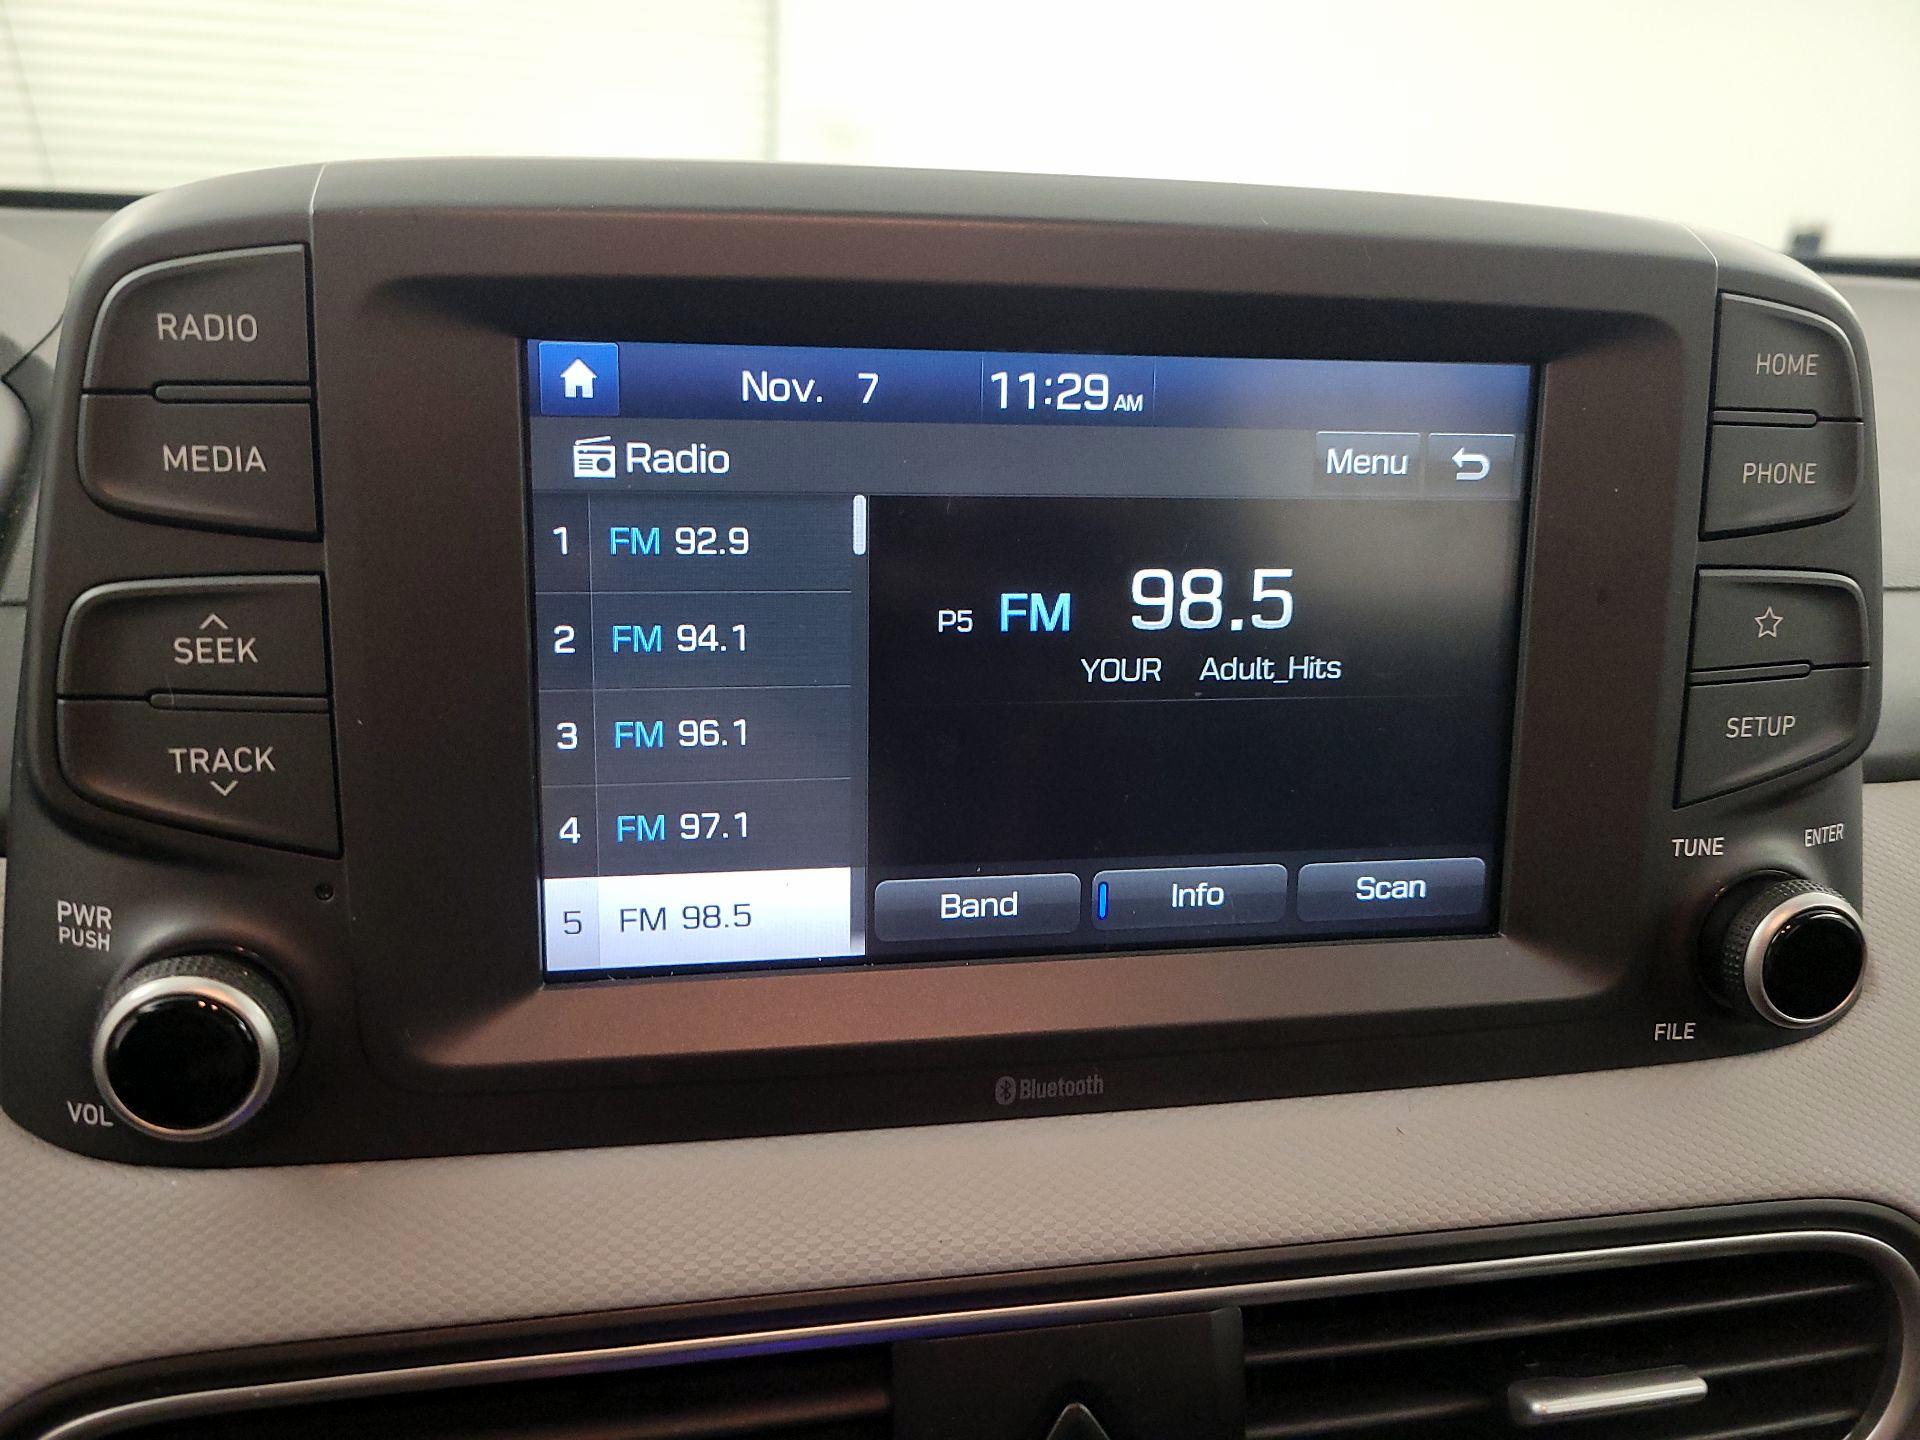 RADIO
MEDIA
SEEK
TRACK
PWR
PUSH
VOL
Nov. 7 11:29 AM
Radio Menu
1 FM 92.9
2 FM 94.1
3 FM 96.1
4 FM 97.1
5 FM 98.5
P5 FM 98.5
YOUR Adult_Hits
Band Info Scan
HOME
PHONE
SETUP
TUNE ENTER
FILE
Bluetooth